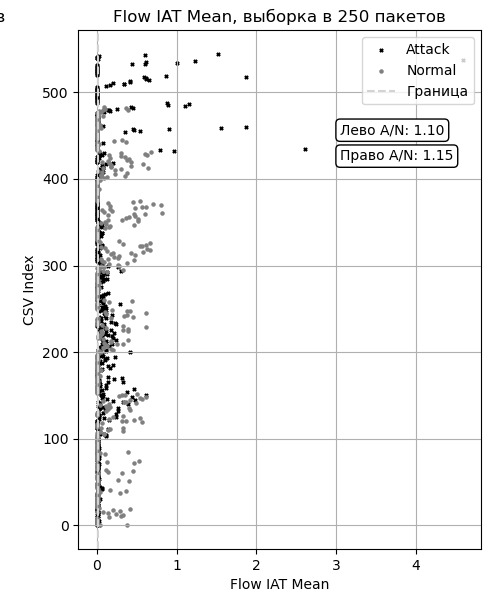 в
Flow IAT Mean, выборка в 250 пакетов
Attack
Normal
Граница
Лево A/N: 1.10
Право A/N: 1.15
500
400
300
200
100
0
CSV Index
0 1 2 3 4
Flow IAT Mean